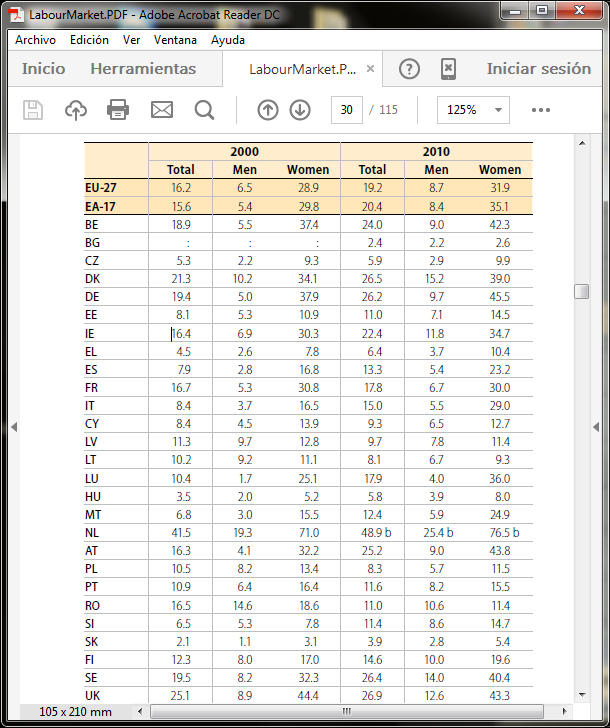 LabourMarket.PDF - Adobe Acrobat Reader DC
Archivo Edición Ver Ventana Ayuda
Inicio Herramientas LabourMarket.P... × ? Iniciar sesión
30 / 115 125%
2000 2010
Total Men Women Total Men Women
EU-27 16.2 6.5 28.9 19.2 8.7 31.9
EA-17 15.6 5.4 29.8 20.4 8.4 35.1
BE 18.9 5.5 37.4 24.0 9.0 42.3
BG : : : 2.4 2.2 2.6
CZ 5.3 2.2 9.3 5.9 2.9 9.9
DK 21.3 10.2 34.1 26.5 15.2 39.0
DE 19.4 5.0 37.9 26.2 9.7 45.5
EE 8.1 5.3 10.9 11.0 7.1 14.5
IE 16.4 6.9 30.3 22.4 11.8 34.7
EL 4.5 2.6 7.8 6.4 3.7 10.4
ES 7.9 2.8 16.8 13.3 5.4 23.2
FR 16.7 5.3 30.8 17.8 6.7 30.0
IT 8.4 3.7 16.5 15.0 5.5 29.0
CY 8.4 4.5 13.9 9.3 6.5 12.7
LV 11.3 9.7 12.8 9.7 7.8 11.4
LT 10.2 9.2 11.1 8.1 6.7 9.3
LU 10.4 1.7 25.1 17.9 4.0 36.0
HU 3.5 2.0 5.2 5.8 3.9 8.0
MT 6.8 3.0 15.5 12.4 5.9 24.9
NL 41.5 19.3 71.0 48.9 b 25.4 b 76.5 b
AT 16.3 4.1 32.2 25.2 9.0 43.8
PL 10.5 8.2 13.4 8.3 5.7 11.5
PT 10.9 6.4 16.4 11.6 8.2 15.5
RO 16.5 14.6 18.6 11.0 10.6 11.4
SI 6.5 5.3 7.8 11.4 8.6 14.7
SK 2.1 1.1 3.1 3.9 2.8 5.4
FI 12.3 8.0 17.0 14.6 10.0 19.6
SE 19.5 8.2 32.3 26.4 14.0 40.4
UK 25.1 8.9 44.4 26.9 12.6 43.3
105 x 210 mm